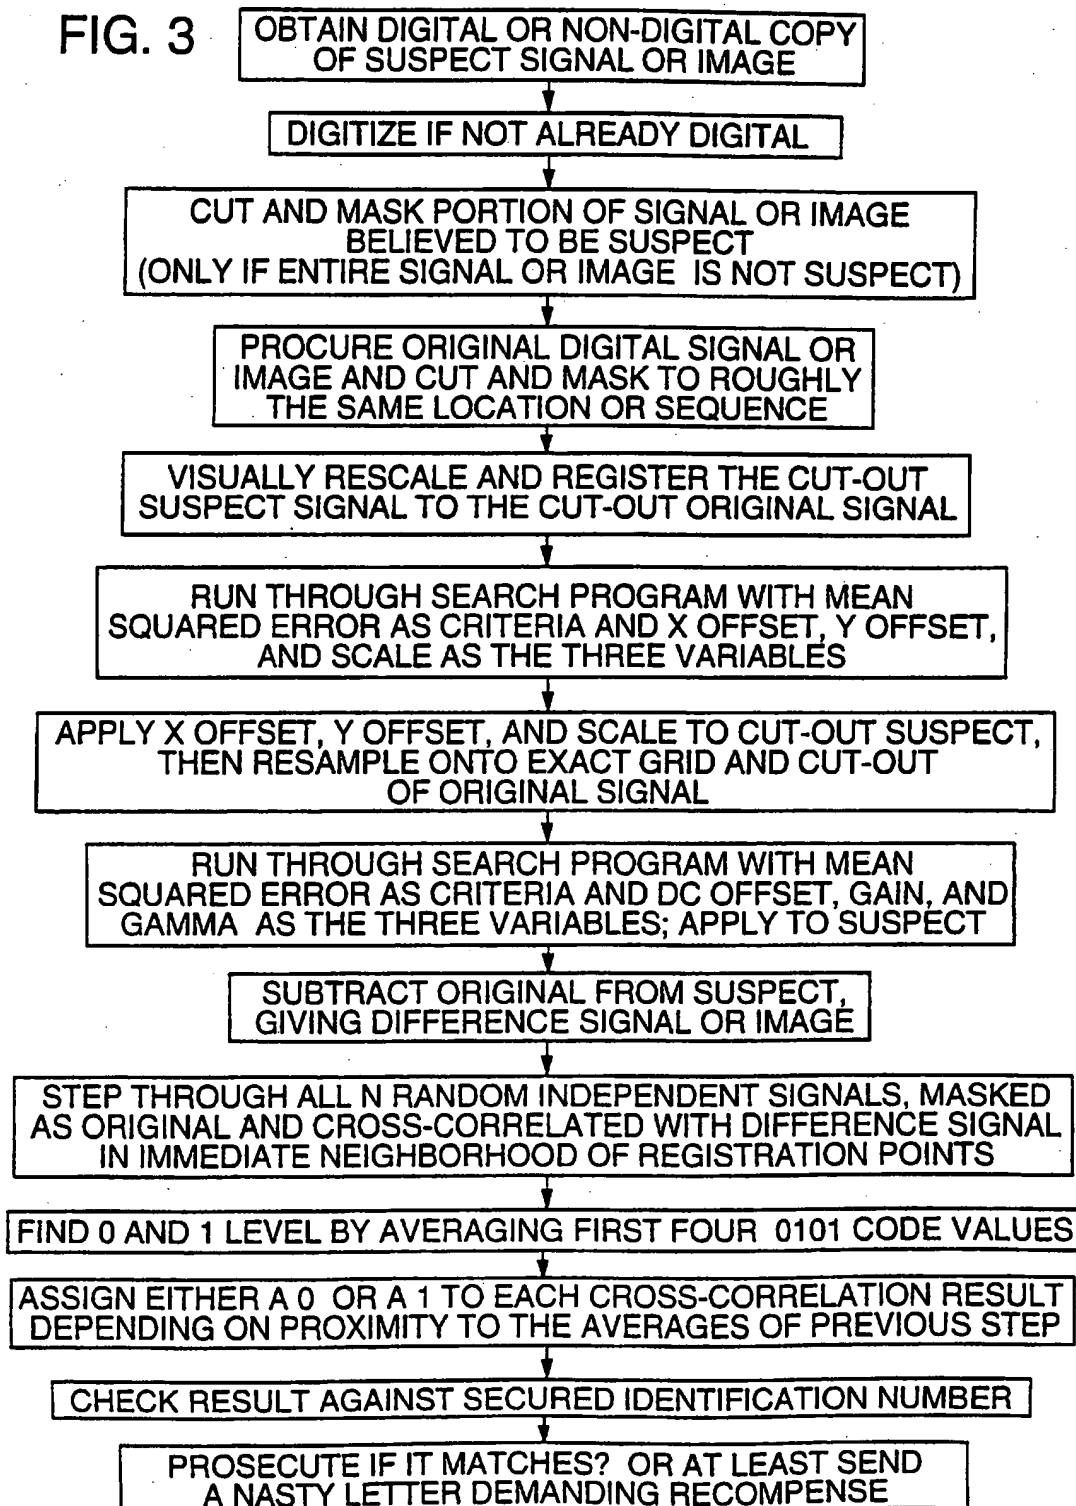 FIG. 3
OBTAIN DIGITAL OR NON-DIGITAL COPY
OF SUSPECT SIGNAL OR IMAGE
DIGITIZE IF NOT ALREADY DIGITAL
CUT AND MASK PORTION OF SIGNAL OR IMAGE
BELIEVED TO BE SUSPECT
(ONLY IF ENTIRE SIGNAL OR IMAGE IS NOT SUSPECT)
PROCURE ORIGINAL DIGITAL SIGNAL OR
IMAGE AND CUT AND MASK TO ROUGHLY
THE SAME LOCATION OR SEQUENCE
VISUALLY RESCALE AND REGISTER THE CUT-OUT
SUSPECT SIGNAL TO THE CUT-OUT ORIGINAL SIGNAL
RUN THROUGH SEARCH PROGRAM WITH MEAN
SQUARED ERROR AS CRITERIA AND X OFFSET, Y OFFSET,
AND SCALE AS THE THREE VARIABLES
APPLY X OFFSET, Y OFFSET, AND SCALE TO CUT-OUT SUSPECT,
THEN RESAMPLE ONTO EXACT GRID AND CUT-OUT
OF ORIGINAL SIGNAL
RUN THROUGH SEARCH PROGRAM WITH MEAN
SQUARED ERROR AS CRITERIA AND DC OFFSET, GAIN, AND
GAMMA AS THE THREE VARIABLES; APPLY TO SUSPECT
SUBTRACT ORIGINAL FROM SUSPECT,
GIVING DIFFERENCE SIGNAL OR IMAGE
STEP THROUGH ALL N RANDOM INDEPENDENT SIGNALS, MASKED
AS ORIGINAL AND CROSS-CORRELATED WITH DIFFERENCE SIGNAL
IN IMMEDIATE NEIGHBORHOOD OF REGISTRATION POINTS
FIND 0 AND 1 LEVEL BY AVERAGING FIRST FOUR 0101 CODE VALUES
ASSIGN EITHER A 0 OR A 1 TO EACH CROSS-CORRELATION RESULT
DEPENDING ON PROXIMITY TO THE AVERAGES OF PREVIOUS STEP
CHECK RESULT AGAINST SECURED IDENTIFICATION NUMBER
PROSECUTE IF IT MATCHES? OR AT LEAST SEND
A NASTY LETTER DEMANDING RECOMPENSE